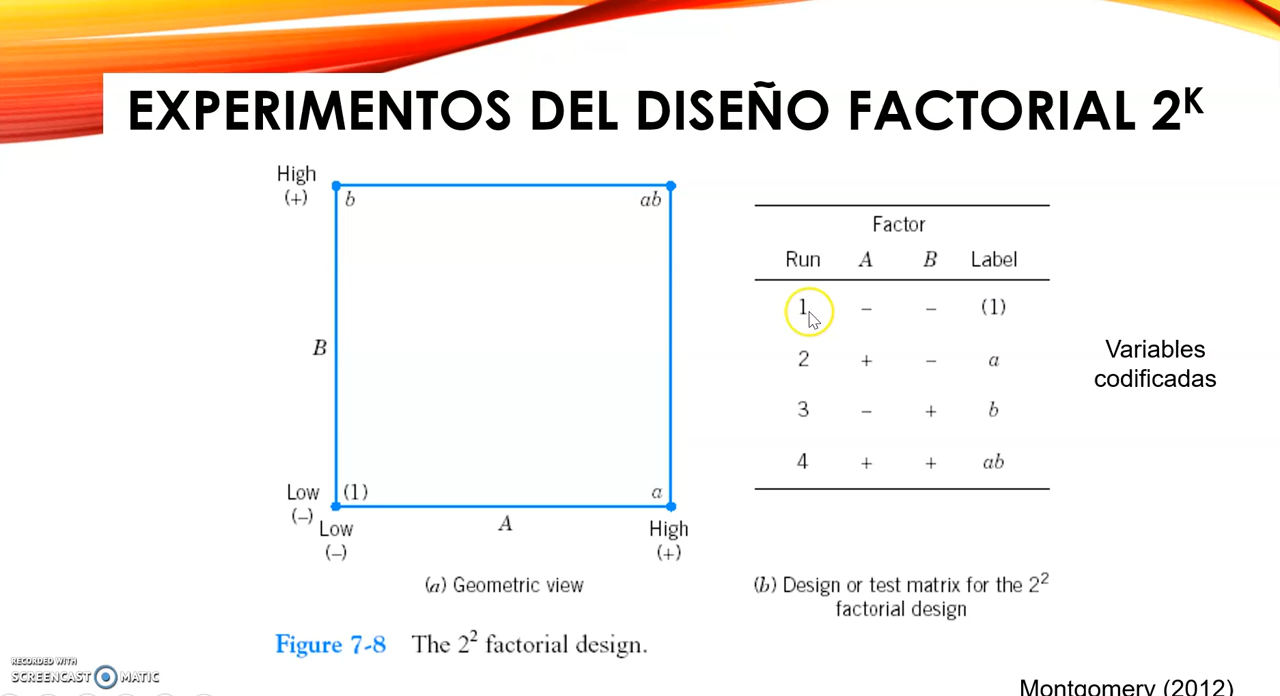 EXPERIMENTOS DEL DISEÑO FACTORIAL 2ᴷ
High
(+)
b
ab
B
Low
(–)
(1)
a
Low
(–)
A
High
(+)
(a) Geometric view
Factor
Run A B Label
1 – – (1)
2 + – a
3 – + b
4 + + ab
(b) Design or test matrix for the 2²
factorial design
Variables
codificadas
Figure 7-8 The 2² factorial design.
RECORDED WITH
SCREENCAST MATIC
Montgomery (2012)